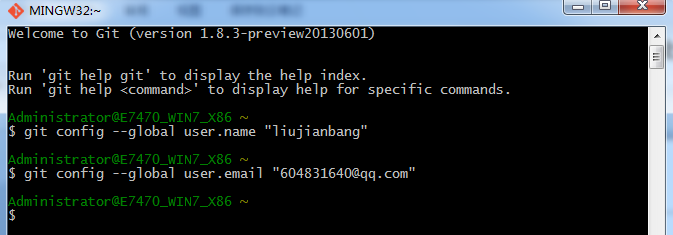 MINGW32:~
Welcome to Git (version 1.8.3-preview20130601)
Run 'git help git' to display the help index.
Run 'git help <command>' to display help for specific commands.
Administrator@E7470_WIN7_X86 ~
$ git config --global user.name "liujianbang"
Administrator@E7470_WIN7_X86 ~
$ git config --global user.email "604831640@qq.com"
Administrator@E7470_WIN7_X86 ~
$